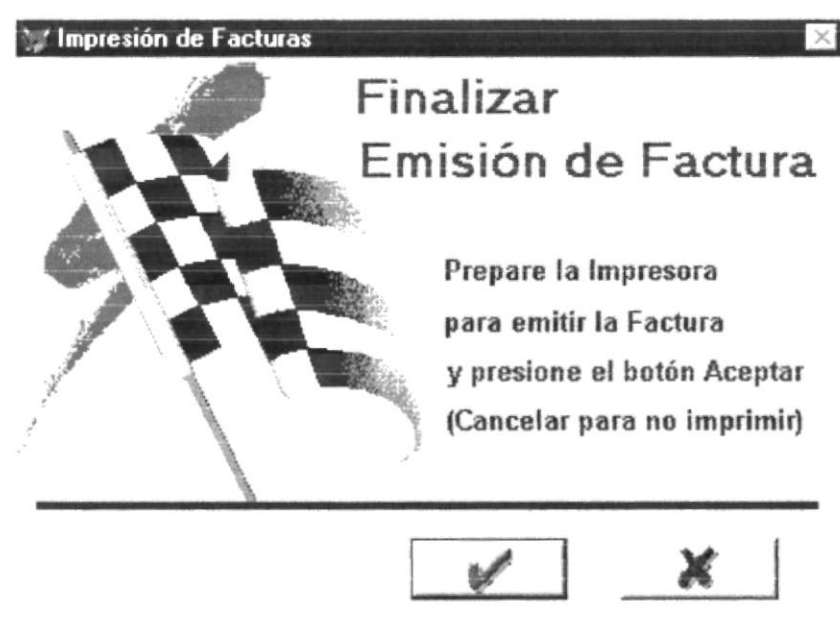 Impresión de Facturas
Finalizar
Emisión de Factura
Prepare la Impresora
para emitir la Factura
y presione el botón Aceptar
(Cancelar para no imprimir)